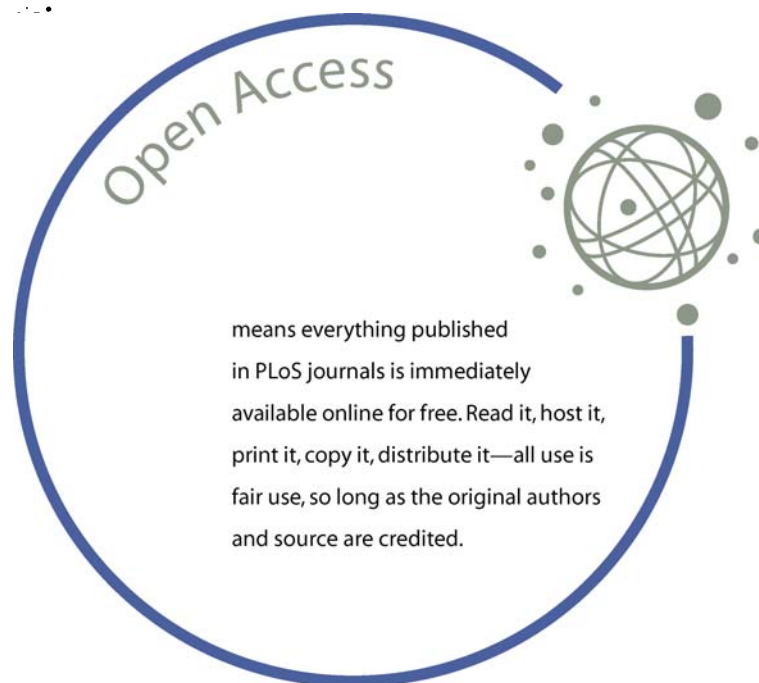 Open Access
means everything published
in PLoS journals is immediately
available online for free. Read it, host it,
print it, copy it, distribute it—all use is
fair use, so long as the original authors
and source are credited.